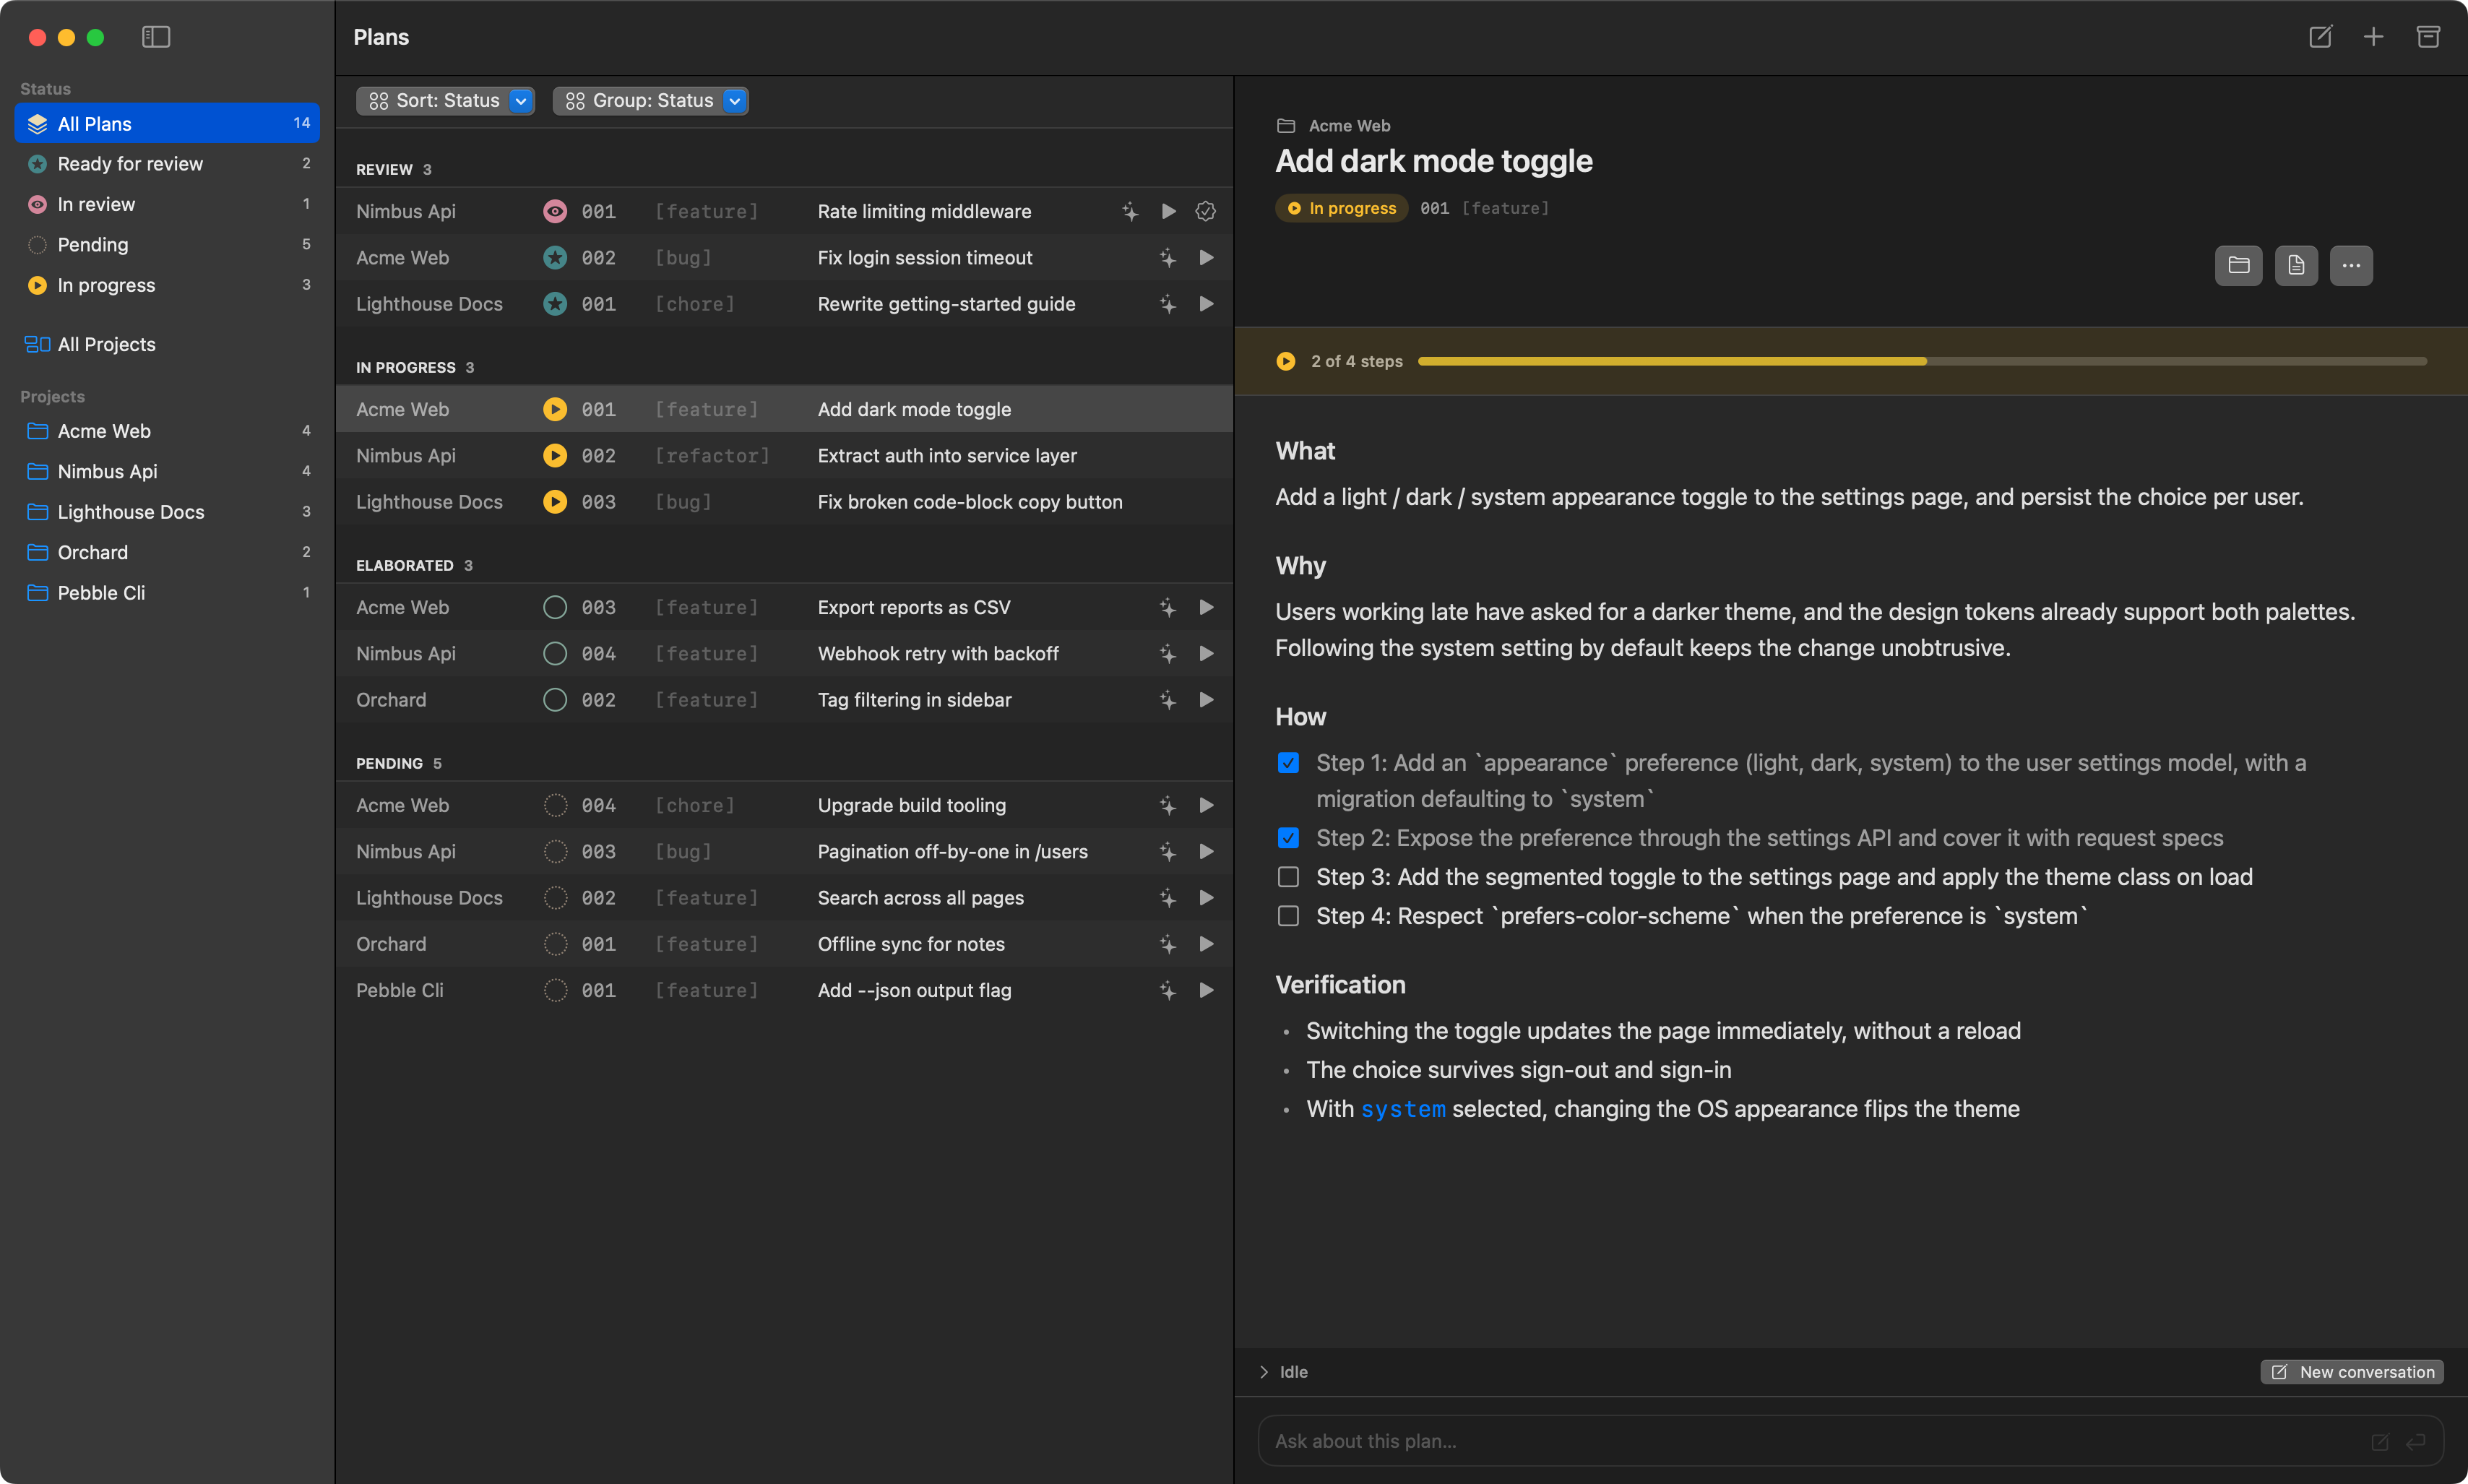 Plans
Status
All Plans 14
Ready for review 2
In review 1
Pending 5
In progress 3
All Projects
Projects
Acme Web 4
Nimbus Api 4
Lighthouse Docs 3
Orchard 2
Pebble Cli 1
Sort: Status
Group: Status
REVIEW 3
Nimbus Api 001 [feature] Rate limiting middleware
Acme Web 002 [bug] Fix login session timeout
Lighthouse Docs 001 [chore] Rewrite getting-started guide
IN PROGRESS 3
Acme Web 001 [feature] Add dark mode toggle
Nimbus Api 002 [refactor] Extract auth into service layer
Lighthouse Docs 003 [bug] Fix broken code-block copy button
ELABORATED 3
Acme Web 003 [feature] Export reports as CSV
Nimbus Api 004 [feature] Webhook retry with backoff
Orchard 002 [feature] Tag filtering in sidebar
PENDING 5
Acme Web 004 [chore] Upgrade build tooling
Nimbus Api 003 [bug] Pagination off-by-one in /users
Lighthouse Docs 002 [feature] Search across all pages
Orchard 001 [feature] Offline sync for notes
Pebble Cli 001 [feature] Add --json output flag
Acme Web
Add dark mode toggle
In progress 001 [feature]
2 of 4 steps
What
Add a light / dark / system appearance toggle to the settings page, and persist the choice per user.
Why
Users working late have asked for a darker theme, and the design tokens already support both palettes.
Following the system setting by default keeps the change unobtrusive.
How
Step 1: Add an `appearance` preference (light, dark, system) to the user settings model, with a
migration defaulting to `system`
Step 2: Expose the preference through the settings API and cover it with request specs
Step 3: Add the segmented toggle to the settings page and apply the theme class on load
Step 4: Respect `prefers-color-scheme` when the preference is `system`
Verification
• Switching the toggle updates the page immediately, without a reload
• The choice survives sign-out and sign-in
• With system selected, changing the OS appearance flips the theme
Idle
New conversation
Ask about this plan...